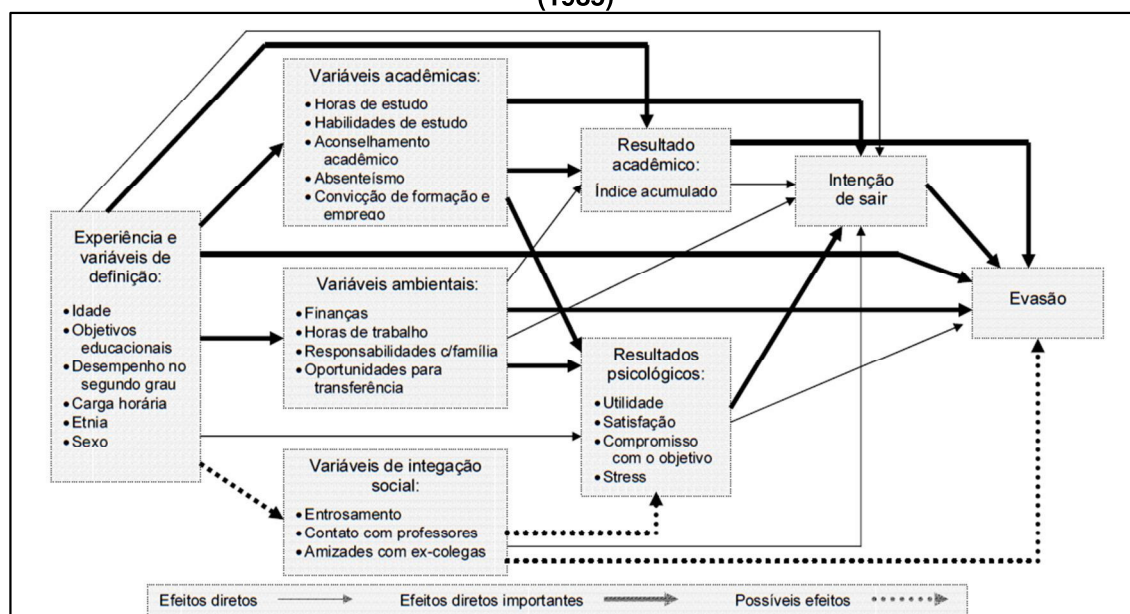 (1985)
Variáveis acadêmicas:
• Horas de estudo
• Habilidades de estudo
• Aconselhamento
acadêmico
• Absenteísmo
• Convicção de formação e
emprego
Resultado
acadêmico:
Índice acumulado
Intenção
de sair
Experiência e
variáveis de
definição:
• Idade
• Objetivos
educacionais
• Desempenho no
segundo grau
• Carga horária
• Etnia
• Sexo
Variáveis ambientais:
• Finanças
• Horas de trabalho
• Responsabilidades c/família
• Oportunidades para
transferência
Evasão
Resultados
psicológicos:
• Utilidade
• Satisfação
• Compromisso
com o objetivo
• Stress
Variáveis de integação
social:
• Entrosamento
• Contato com professores
• Amizades com ex-colegas
Efeitos diretos
Efeitos diretos importantes
Possíveis efeitos